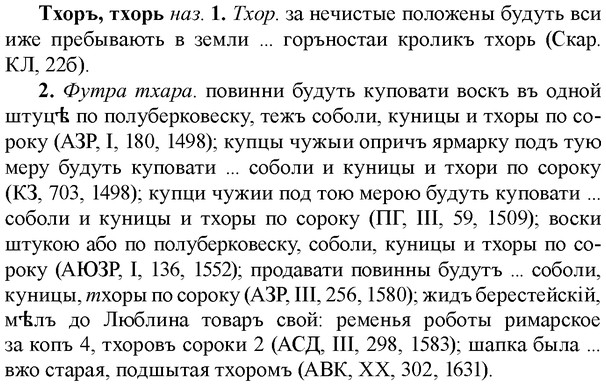 Тхоръ, тхорь наз. 1. Тхор. за нечистые положены будуть вси
иже пребывають в земли ... горъностаи кроликъ тхорь (Скар.
КЛ, 22б).
2. Футра тхара. повинни будуть куповати воскъ въ одной
штуцѣ по полуберковеску, тежъ соболи, куницы и тхоры по со-
року (АЗР, I, 180, 1498); купцы чужыи опричъ ярмарку подъ тую
меру будуть куповати ... соболи и куницы и тхори по сороку
(КЗ, 703, 1498); купци чужии под тою мерою будуть куповати ...
соболи и куницы и тхоры по сороку (ПГ, III, 59, 1509); воски
штукою або по полуберковеску, соболи, куницы и тхоры по со-
року (АЮЗР, I, 136, 1552); продавати повинны будутъ ... соболи,
куницы, тхоры по сороку (АЗР, III, 256, 1580); жидъ берестейскій,
мѣлъ до Люблина товаръ свой: ременья роботы римарское
за копъ 4, тхоровъ сороки 2 (АСД, III, 298, 1583); шапка была ...
вжо старая, подшытая тхоромъ (АВК, XX, 302, 1631).